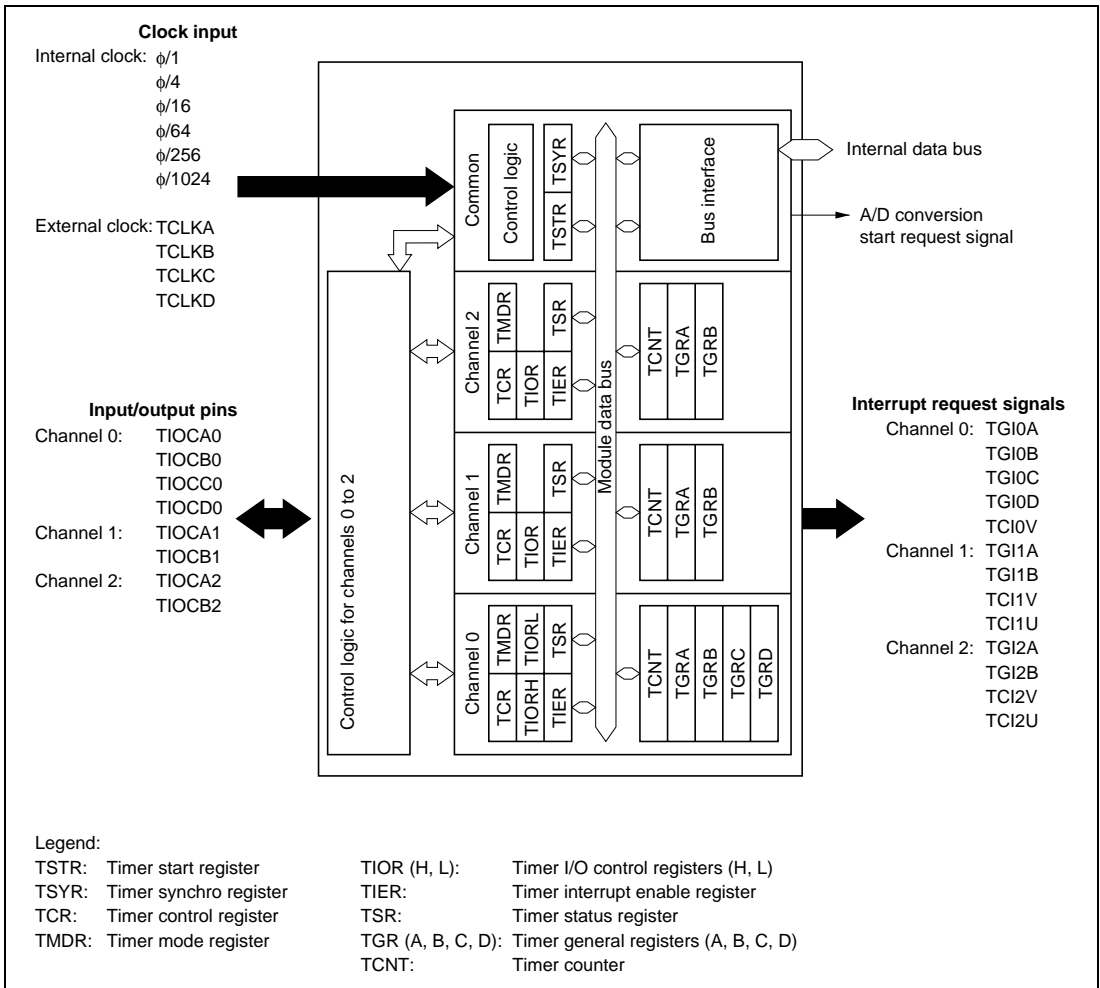 Clock input
Internal clock: ϕ/1
ϕ/4
ϕ/16
ϕ/64
ϕ/256
ϕ/1024
External clock: TCLKA
TCLKB
TCLKC
TCLKD
Input/output pins
Channel 0: TIOCA0
TIOCB0
TIOCC0
TIOCD0
Channel 1: TIOCA1
TIOCB1
Channel 2: TIOCA2
TIOCB2
Control logic for channels 0 to 2
Common
Control logic
TSTR TSYR
Bus interface
Channel 2
TCR TMDR
TIOR
TIER TSR
TCNT
TGRA
TGRB
Channel 1
TCR TMDR
TIOR
TIER TSR
TCNT
TGRA
TGRB
Channel 0
TCR TMDR
TIORH TIORL
TIER TSR
TCNT
TGRA
TGRB
TGRC
TGRD
Module data bus
Internal data bus
A/D conversion
start request signal
Interrupt request signals
Channel 0: TGI0A
TGI0B
TGI0C
TGI0D
TCI0V
Channel 1: TGI1A
TGI1B
TCI1V
TCI1U
Channel 2: TGI2A
TGI2B
TCI2V
TCI2U
Legend:
TSTR: Timer start register
TSYR: Timer synchro register
TCR: Timer control register
TMDR: Timer mode register
TIOR (H, L): Timer I/O control registers (H, L)
TIER: Timer interrupt enable register
TSR: Timer status register
TGR (A, B, C, D): Timer general registers (A, B, C, D)
TCNT: Timer counter